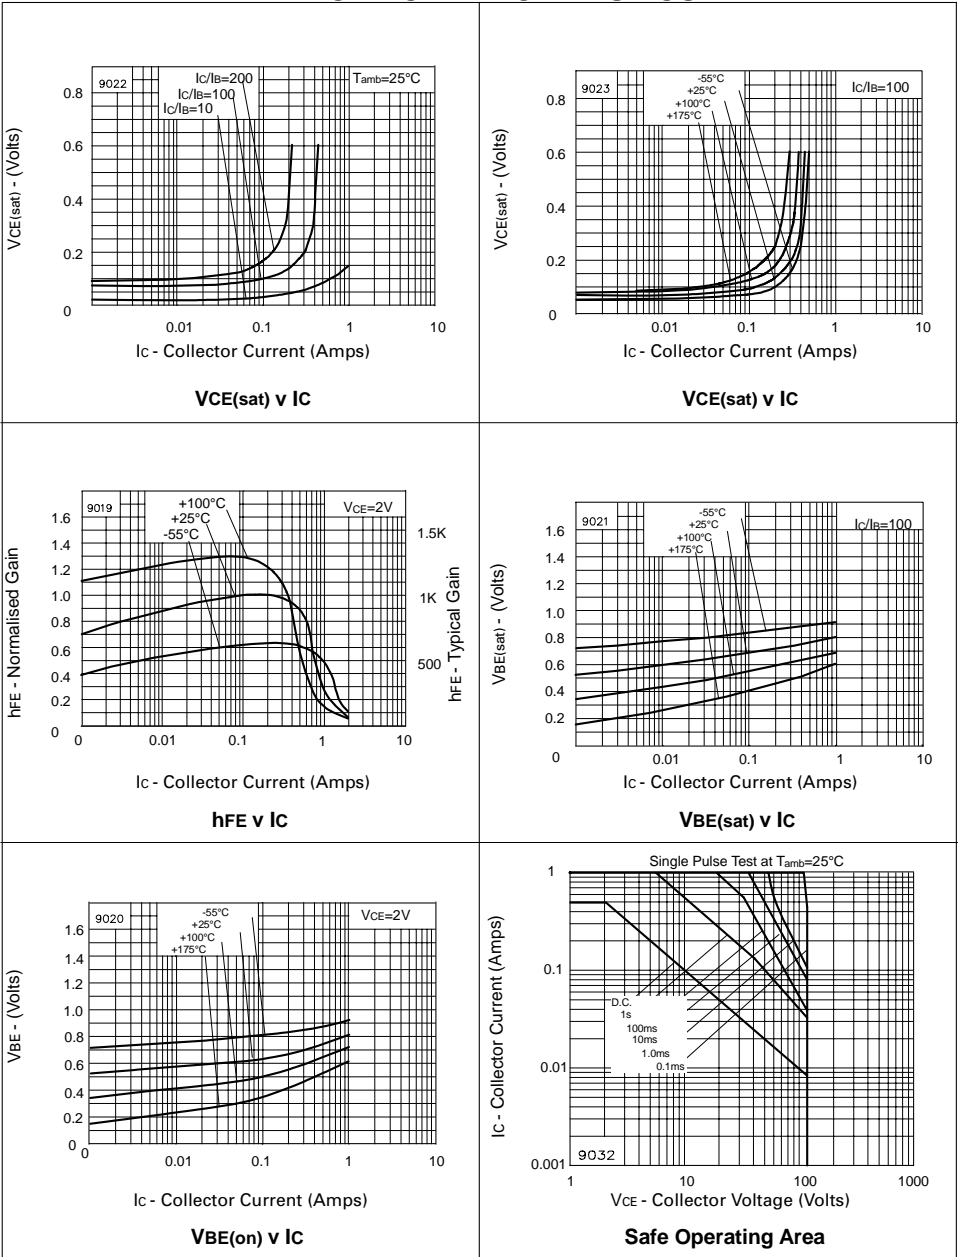 9022
IC/IB=200
IC/IB=100
IC/IB=10
Tamb=25°C
0.8
0.6
0.4
0.2
0
0.01
0.1
1
10
VCE(sat) - (Volts)
IC - Collector Current (Amps)
VCE(sat) v IC
9023
-55°C
+25°C
+100°C
+175°C
IC/IB=100
0.8
0.6
0.4
0.2
0
0.01
0.1
1
10
VCE(sat) - (Volts)
IC - Collector Current (Amps)
VCE(sat) v IC
9019
+100°C
+25°C
-55°C
VCE=2V
1.6
1.4
1.2
1.0
0.8
0.6
0.4
0.2
0
1.5K
1K
500
0
0.01
0.1
1
10
hFE - Normalised Gain
hFE - Typical Gain
IC - Collector Current (Amps)
hFE v IC
9021
-55°C
+25°C
+100°C
+175°C
IC/IB=100
1.6
1.4
1.2
1.0
0.8
0.6
0.4
0.2
0
0.01
0.1
1
10
VBE(sat) - (Volts)
IC - Collector Current (Amps)
VBE(sat) v IC
9020
-55°C
+25°C
+100°C
+175°C
VCE=2V
1.6
1.4
1.2
1.0
0.8
0.6
0.4
0.2
0
0
0.01
0.1
1
10
VBE - (Volts)
IC - Collector Current (Amps)
VBE(on) v IC
Single Pulse Test at Tamb=25°C
1
0.1
0.01
0.001
D.C.
1s
100ms
10ms
1.0ms
0.1ms
9032
1
10
100
1000
IC - Collector Current (Amps)
VCE - Collector Voltage (Volts)
Safe Operating Area